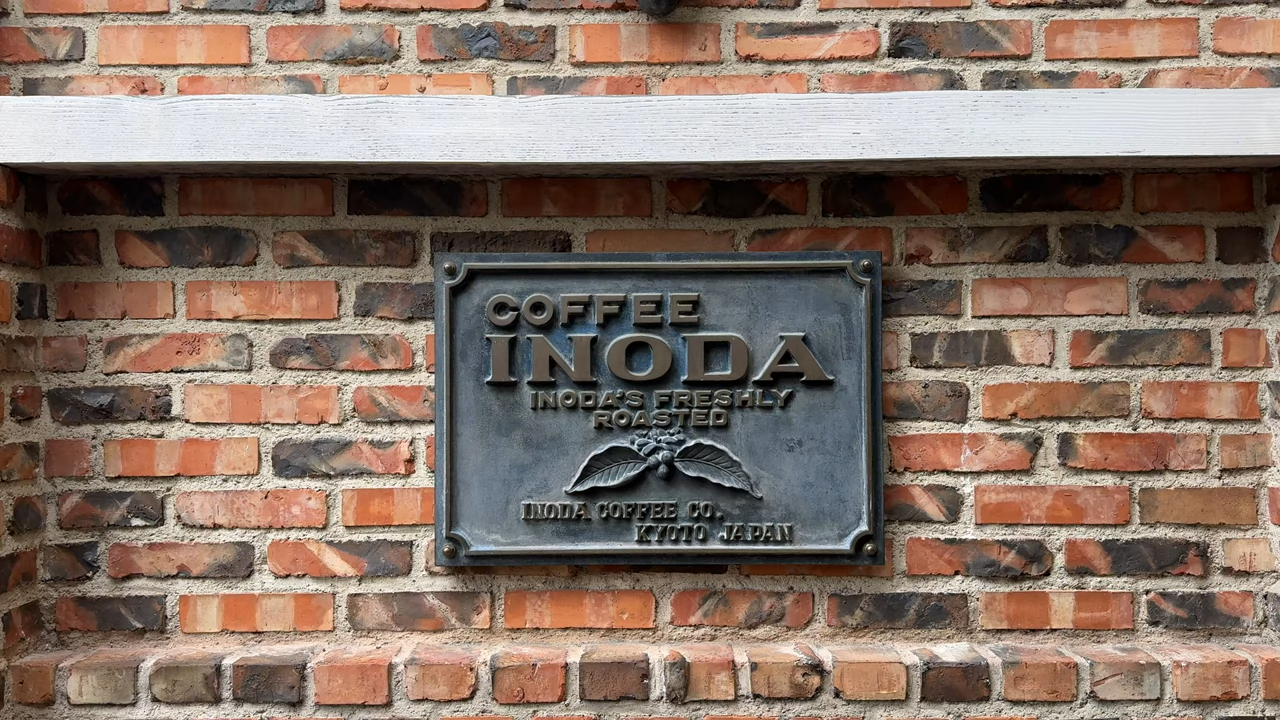 COFFEE
INODA
INODA'S FRESHLY
ROASTED
INODA COFFEE CO.
KYOTO JAPAN